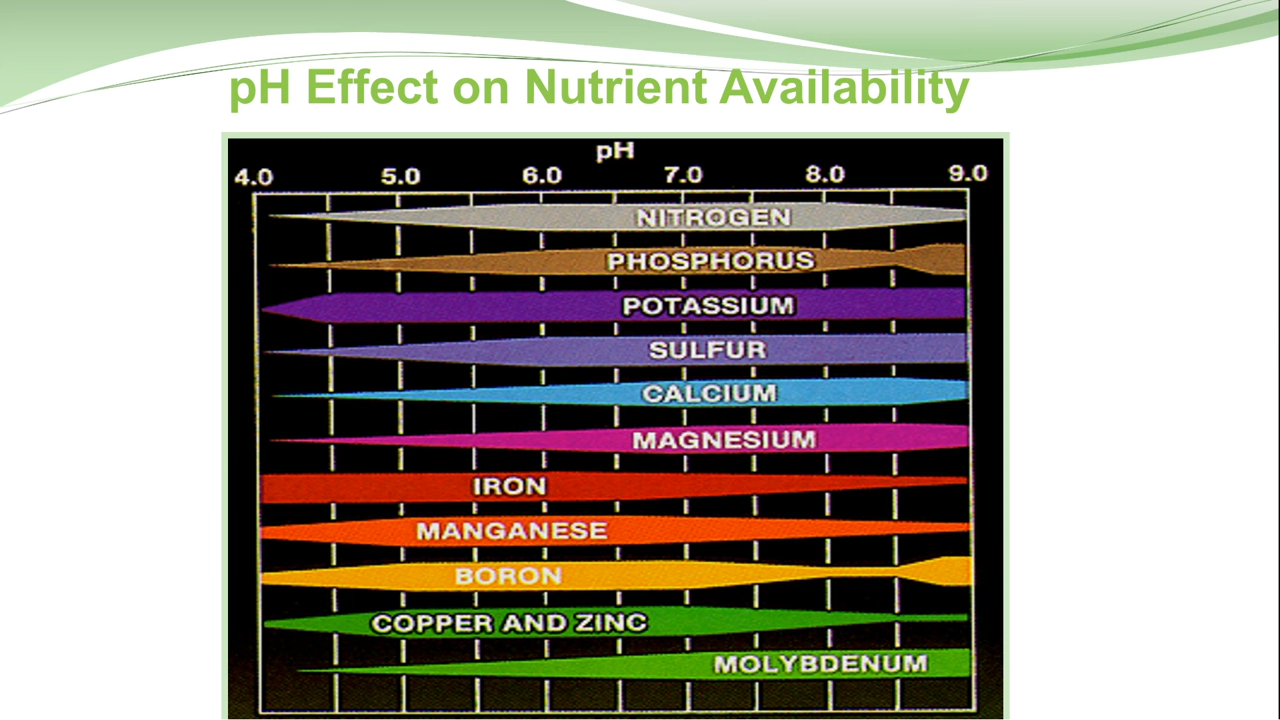 pH Effect on Nutrient Availability
pH
4.0 5.0 6.0 7.0 8.0 9.0
NITROGEN
PHOSPHORUS
POTASSIUM
SULFUR
CALCIUM
MAGNESIUM
IRON
MANGANESE
BORON
COPPER AND ZINC
MOLYBDENUM